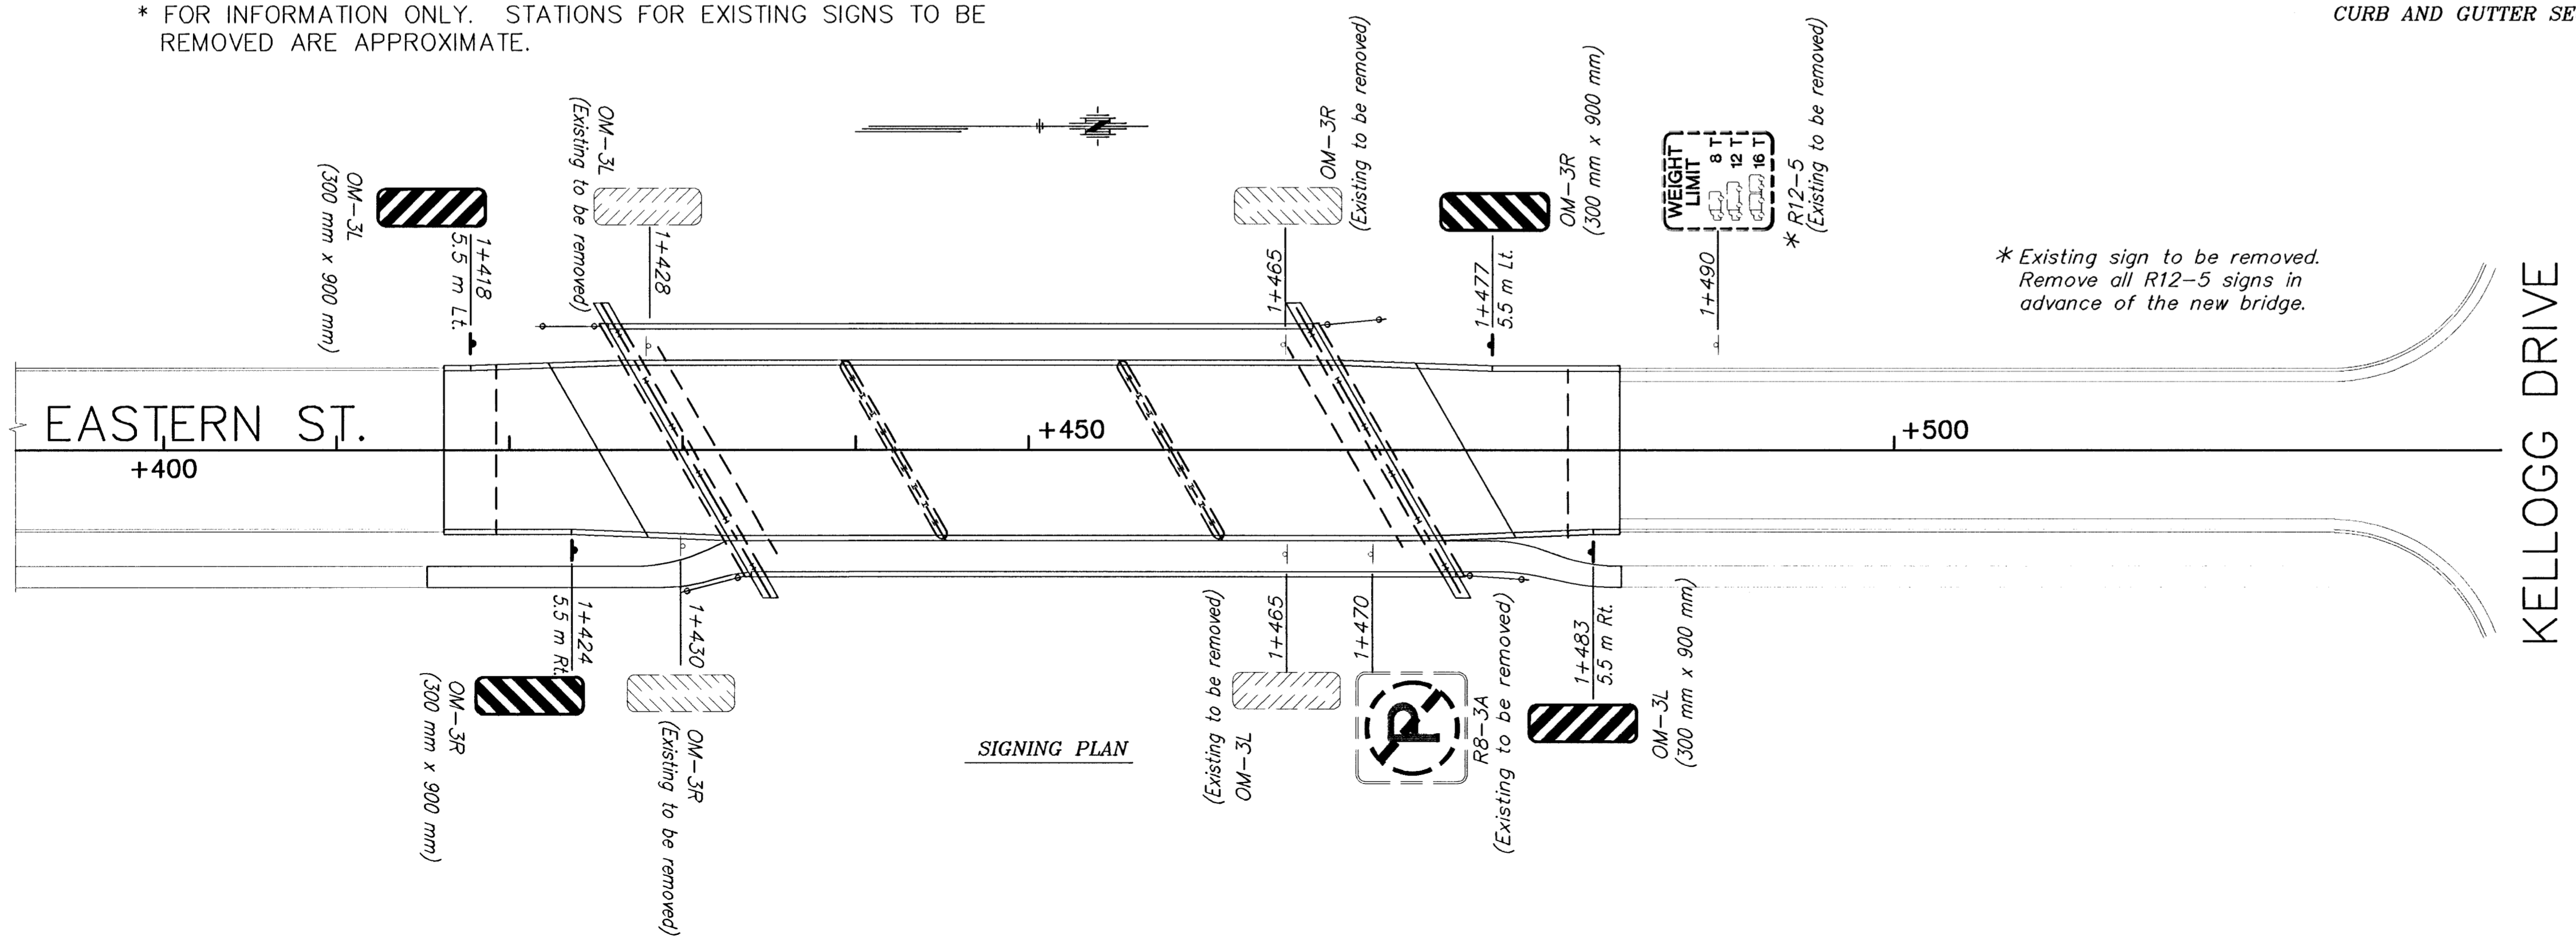 * FOR INFORMATION ONLY. STATIONS FOR EXISTING SIGNS TO BE
REMOVED ARE APPROXIMATE.
CURB AND GUTTER SE
OM-3L
(300 mm x 900 mm)
1+418
5.5 m Lt.
OM-3L
(Existing to be removed)
1+428
OM-3R
(Existing to be removed)
1+465
OM-3R
(300 mm x 900 mm)
1+477
5.5 m Lt.
WEIGHT
LIMIT
8 T
12 T
16 T
* R12-5
(Existing to be removed)
1+490
* Existing sign to be removed.
Remove all R12-5 signs in
advance of the new bridge.
EASTERN ST.
+400
+450
+500
KELLOGG DRIVE
1+424
5.5 m Rt.
OM-3R
(300 mm x 900 mm)
1+430
OM-3R
(Existing to be removed)
SIGNING PLAN
1+465
(Existing to be removed)
OM-3L
1+470
P
R8-3A
(Existing to be removed)
1+483
5.5 m Rt.
OM-3L
(300 mm x 900 mm)